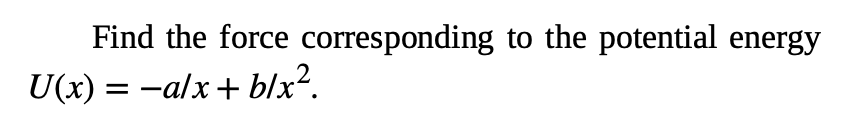 Find the force corresponding to the potential energy
U(x) = −a/x + b/x².